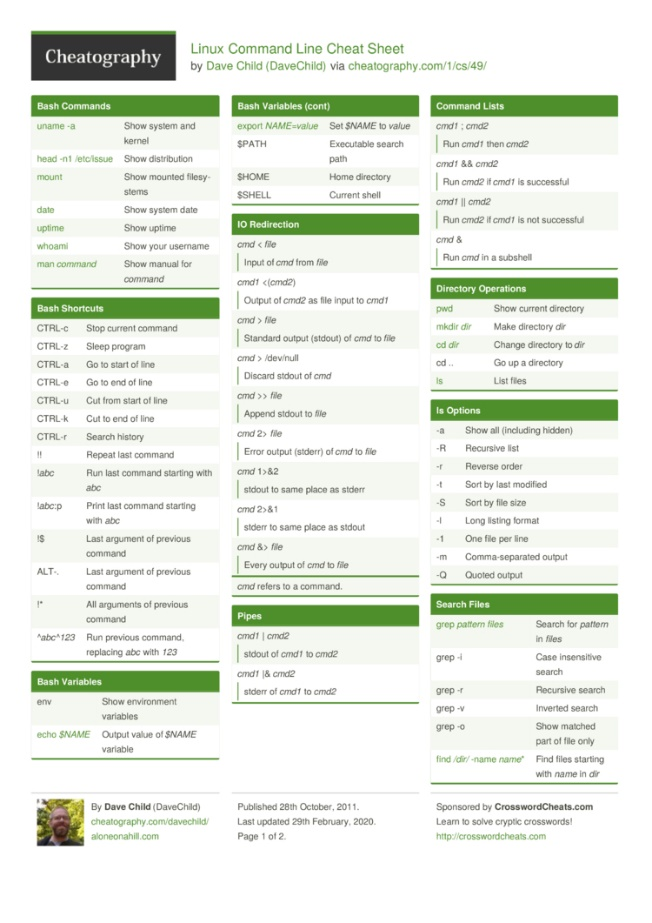 Cheatography
Linux Command Line Cheat Sheet
by Dave Child (DaveChild) via cheatography.com/1/cs/49/
Bash Commands
uname -a Show system and
kernel
head -n1 /etc/issue Show distribution
mount Show mounted filesy-
stems
date Show system date
uptime Show uptime
whoami Show your username
man command Show manual for
command
Bash Shortcuts
CTRL-c Stop current command
CTRL-z Sleep program
CTRL-a Go to start of line
CTRL-e Go to end of line
CTRL-u Cut from start of line
CTRL-k Cut to end of line
CTRL-r Search history
!! Repeat last command
!abc Run last command starting with
abc
!abc:p Print last command starting
with abc
!$ Last argument of previous
command
ALT-. Last argument of previous
command
!* All arguments of previous
command
^abc^123 Run previous command,
replacing abc with 123
Bash Variables
env Show environment
variables
echo $NAME Output value of $NAME
variable
Bash Variables (cont)
export NAME=value Set $NAME to value
$PATH Executable search
path
$HOME Home directory
$SHELL Current shell
IO Redirection
cmd < file
Input of cmd from file
cmd1 <(cmd2)
Output of cmd2 as file input to cmd1
cmd > file
Standard output (stdout) of cmd to file
cmd > /dev/null
Discard stdout of cmd
cmd >> file
Append stdout to file
cmd 2> file
Error output (stderr) of cmd to file
cmd 1>&2
stdout to same place as stderr
cmd 2>&1
stderr to same place as stdout
cmd &> file
Every output of cmd to file
cmd refers to a command.
Pipes
cmd1 | cmd2
stdout of cmd1 to cmd2
cmd1 |& cmd2
stderr of cmd1 to cmd2
Command Lists
cmd1 ; cmd2
Run cmd1 then cmd2
cmd1 && cmd2
Run cmd2 if cmd1 is successful
cmd1 || cmd2
Run cmd2 if cmd1 is not successful
cmd &
Run cmd in a subshell
Directory Operations
pwd Show current directory
mkdir dir Make directory dir
cd dir Change directory to dir
cd .. Go up a directory
ls List files
ls Options
-a Show all (including hidden)
-R Recursive list
-r Reverse order
-t Sort by last modified
-S Sort by file size
-l Long listing format
-1 One file per line
-m Comma-separated output
-Q Quoted output
Search Files
grep pattern files Search for pattern
in files
grep -i Case insensitive
search
grep -r Recursive search
grep -v Inverted search
grep -o Show matched
part of file only
find /dir/ -name name* Find files starting
with name in dir
By Dave Child (DaveChild)
cheatography.com/davechild/
aloneonahill.com
Published 28th October, 2011.
Last updated 29th February, 2020.
Page 1 of 2.
Sponsored by CrosswordCheats.com
Learn to solve cryptic crosswords!
http://crosswordcheats.com